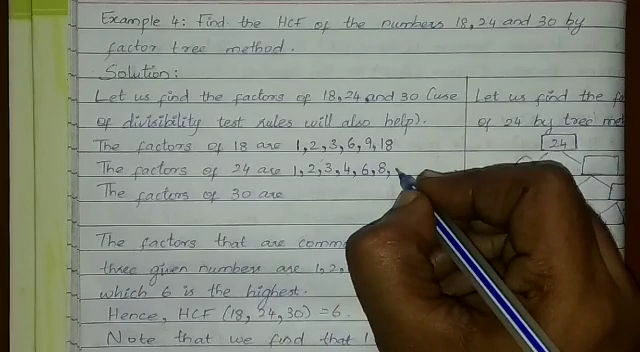 Example 4: Find the HCF of the numbers 18, 24 and 30 by
factor tree method.
Solution:
Let us find the factors of 18, 24 and 30 (use
of divisibility test rules will also help).
The factors of 18 are 1, 2, 3, 6, 9, 18
The factors of 24 are 1, 2, 3, 4, 6, 8,
The factors of 30 are
The factors that are
three given numbers are 1, 2,
which 6 is the highest.
Hence, HCF (18, 24, 30) = 6.
Note that we find that
Let us find the
of 24 by tree
24